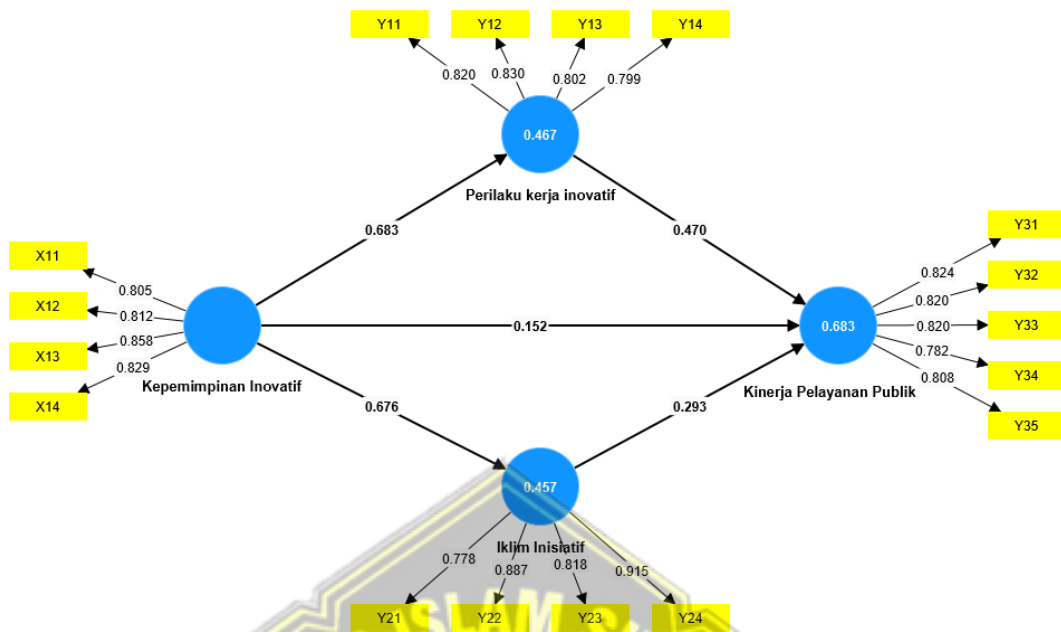 Y11 Y12 Y13 Y14
0.820 0.830 0.802 0.799
0.467
Perilaku kerja inovatif
0.683 0.470
X11
X12
X13
X14
0.805
0.812
0.858
0.829
Kepemimpinan Inovatif
0.152
0.683
Kinerja Pelayanan Publik
Y31
Y32
Y33
Y34
Y35
0.824
0.820
0.820
0.782
0.808
0.676 0.293
0.457
Iklim Inisiatif
0.778 0.887 0.818 0.915
Y21 Y22 Y23 Y24
ISLAM